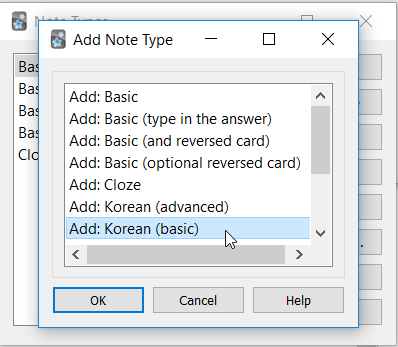 Note Types
Add Note Type
Bas
Bas
Bas
Bas
Cloz
Add: Basic
Add: Basic (type in the answer)
Add: Basic (and reversed card)
Add: Basic (optional reversed card)
Add: Cloze
Add: Korean (advanced)
Add: Korean (basic)
OK
Cancel
Help